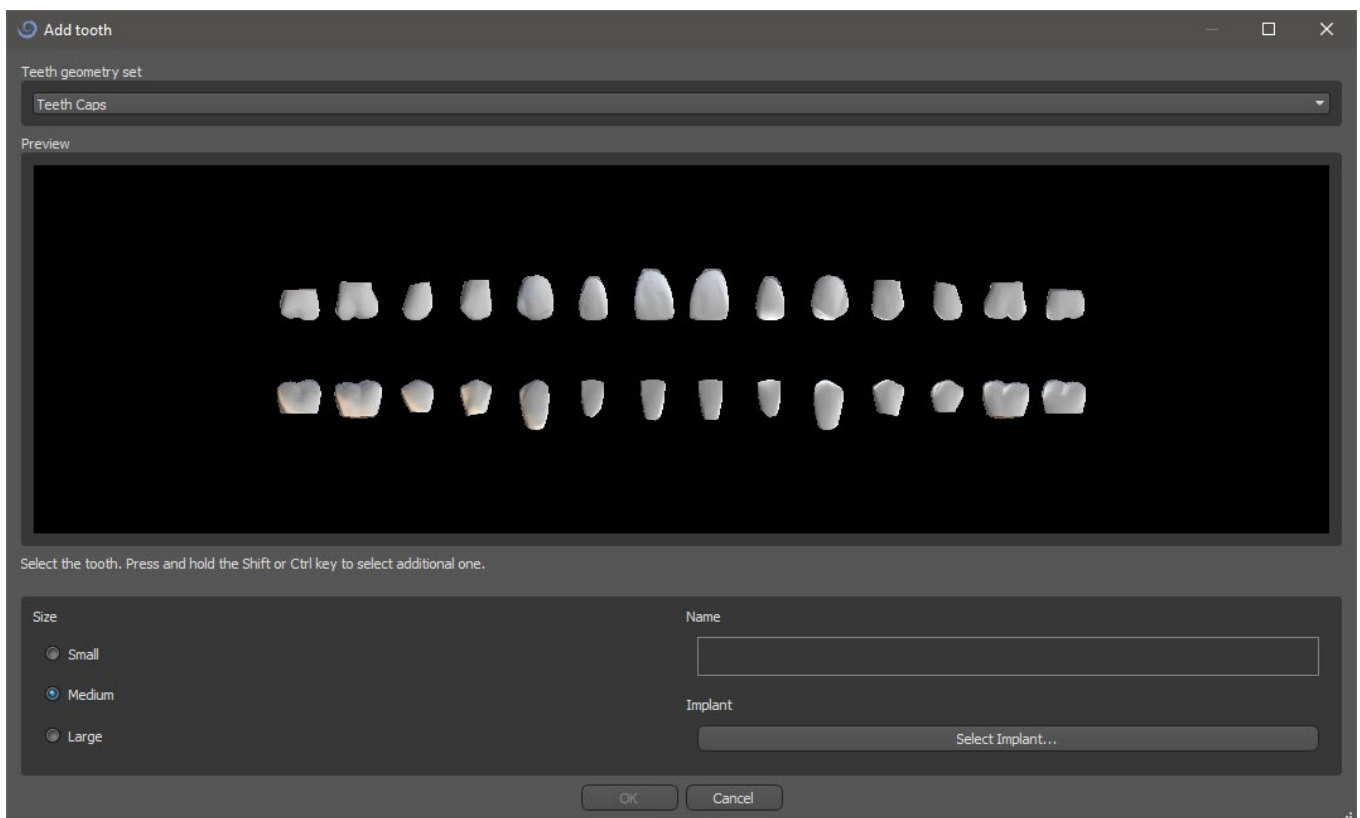 Add tooth
Teeth geometry set
Teeth Caps
Preview
Select the tooth. Press and hold the Shift or Ctrl key to select additional one.
Size
Name
Small
Medium
Implant
Large
Select Implant...
OK
Cancel